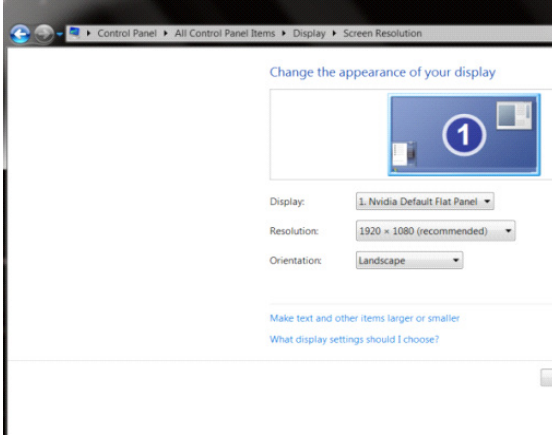 Control Panel ▸ All Control Panel Items ▸ Display ▸ Screen Resolution
Change the appearance of your display
1
Display: 1. Nvidia Default Flat Panel
Resolution: 1920 × 1080 (recommended)
Orientation: Landscape
Make text and other items larger or smaller
What display settings should I choose?